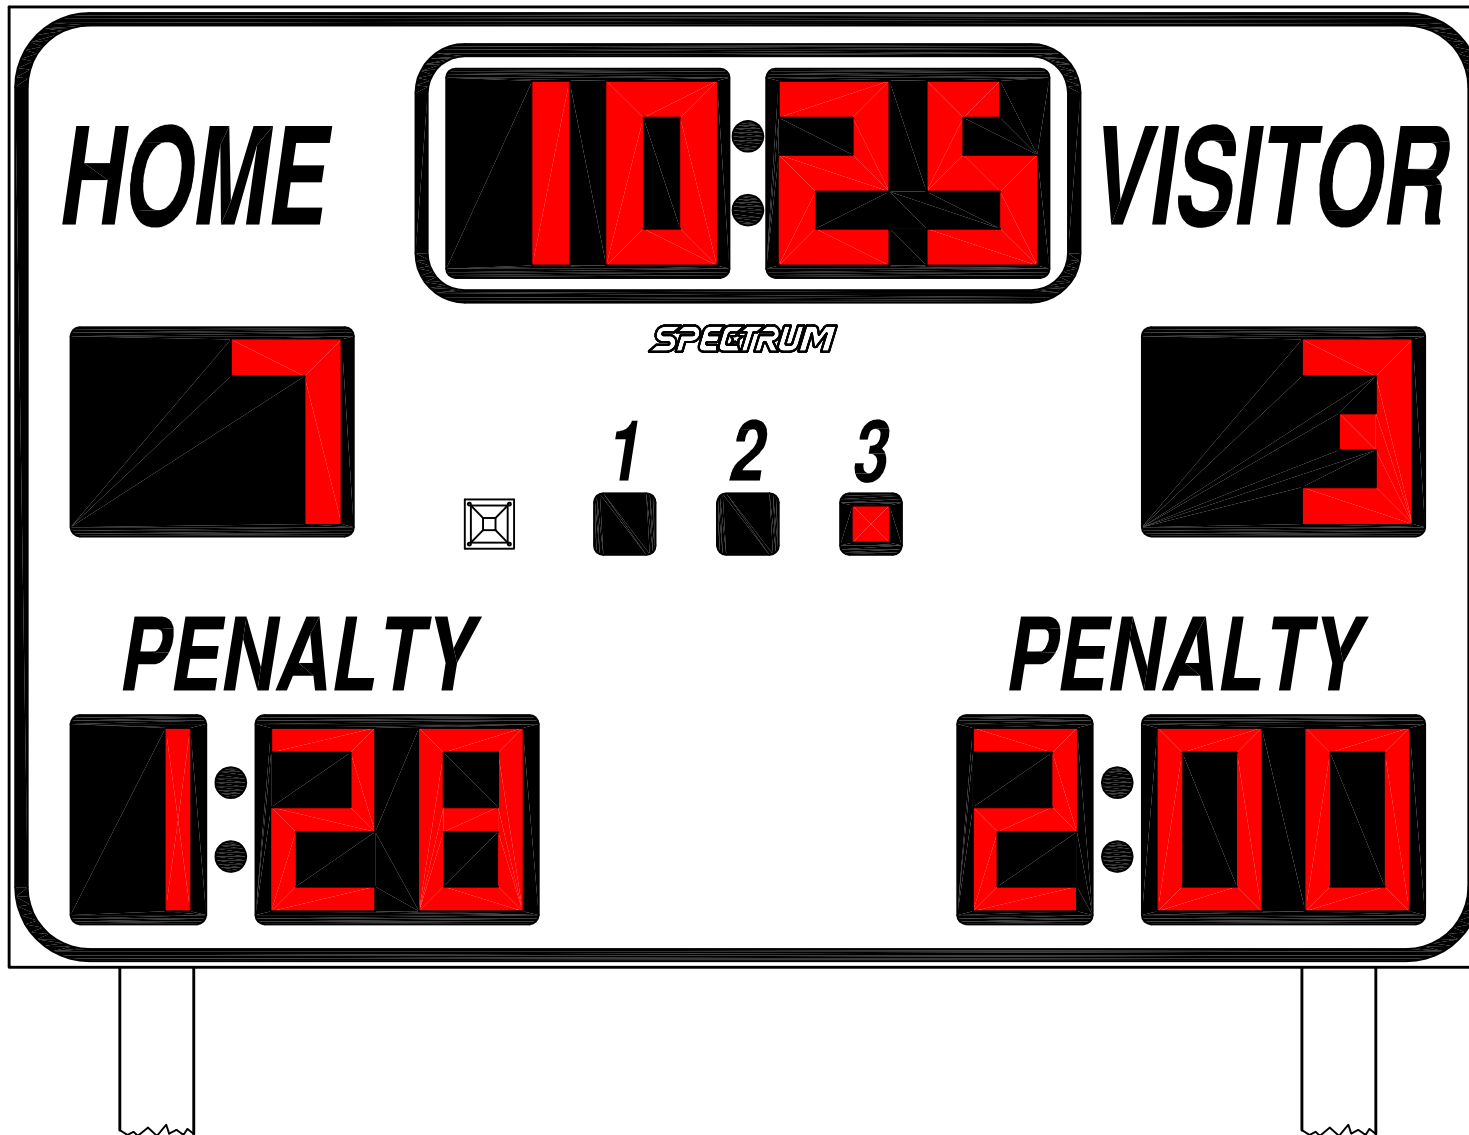 HOME 10:25 VISITOR
SPECTRUM
7 3
1 2 3
PENALTY PENALTY
1:28 2:00